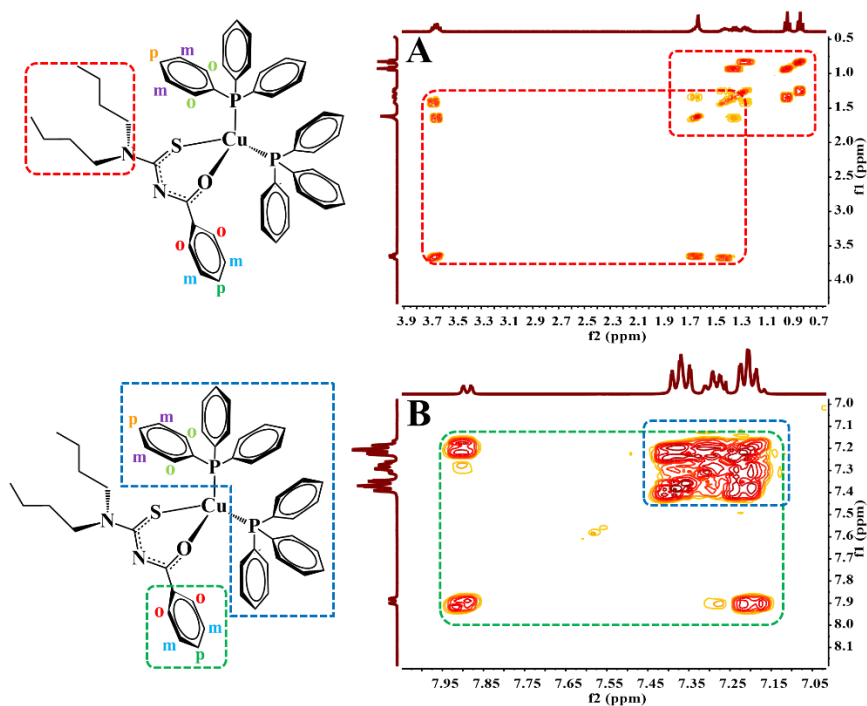 A
p
m
o
m
o
P
Cu
P
N
S
N
O
o
o
m
m
p
0.5
1.0
1.5
2.0
2.5
3.0
3.5
4.0
f1 (ppm)
3.9 3.7 3.5 3.3 3.1 2.9 2.7 2.5 2.3 2.1 1.9 1.7 1.5 1.3 1.1 0.9 0.7
f2 (ppm)
B
p
m
o
m
o
P
Cu
P
N
S
N
O
o
o
m
m
p
7.0
7.1
7.2
7.3
7.4
7.5
7.6
7.7
7.8
7.9
8.0
8.1
f1 (ppm)
7.95 7.85 7.75 7.65 7.55 7.45 7.35 7.25 7.15 7.05
f2 (ppm)